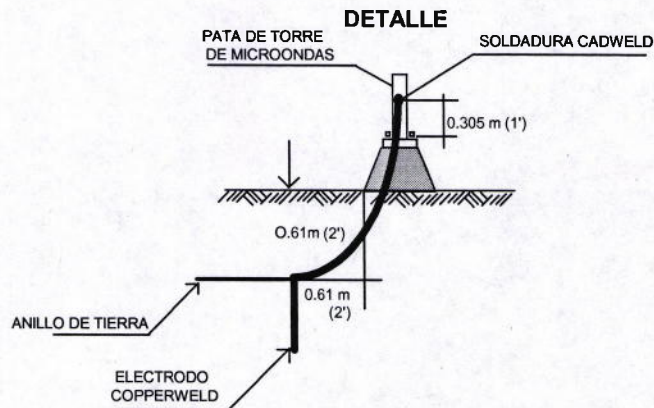 DETALLE
PATA DE TORRE
DE MICROONDAS
SOLDADURA CADWELD
0.305 m (1')
O.61m (2')
0.61 m
(2')
ANILLO DE TIERRA
ELECTRODO
COPPERWELD